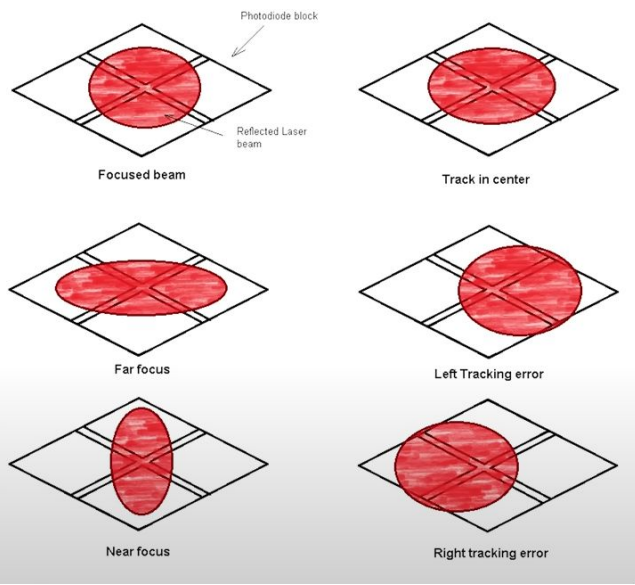 Photodiode block
Reflected Laser
beam
Focused beam
Track in center
Far focus
Left Tracking error
Near focus
Right tracking error